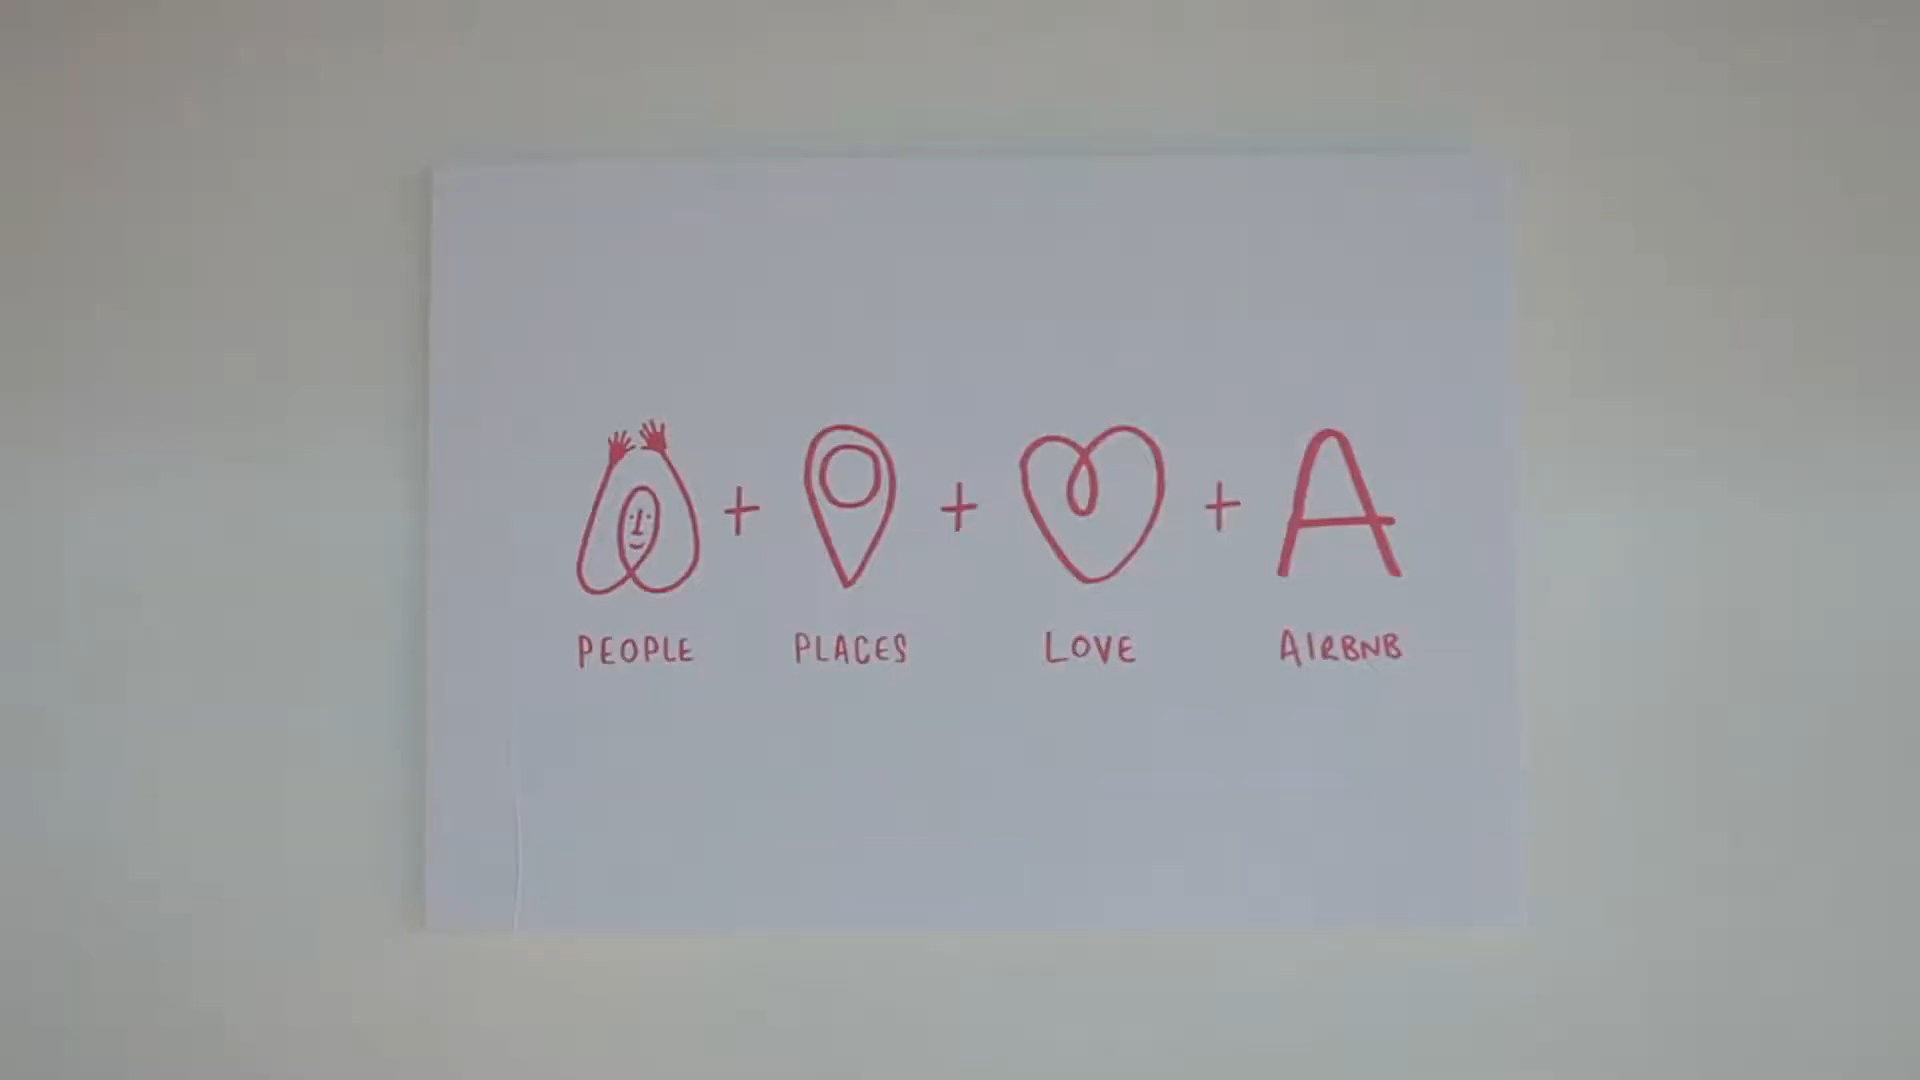 + + + A
PEOPLE PLACES LOVE AIRBNB